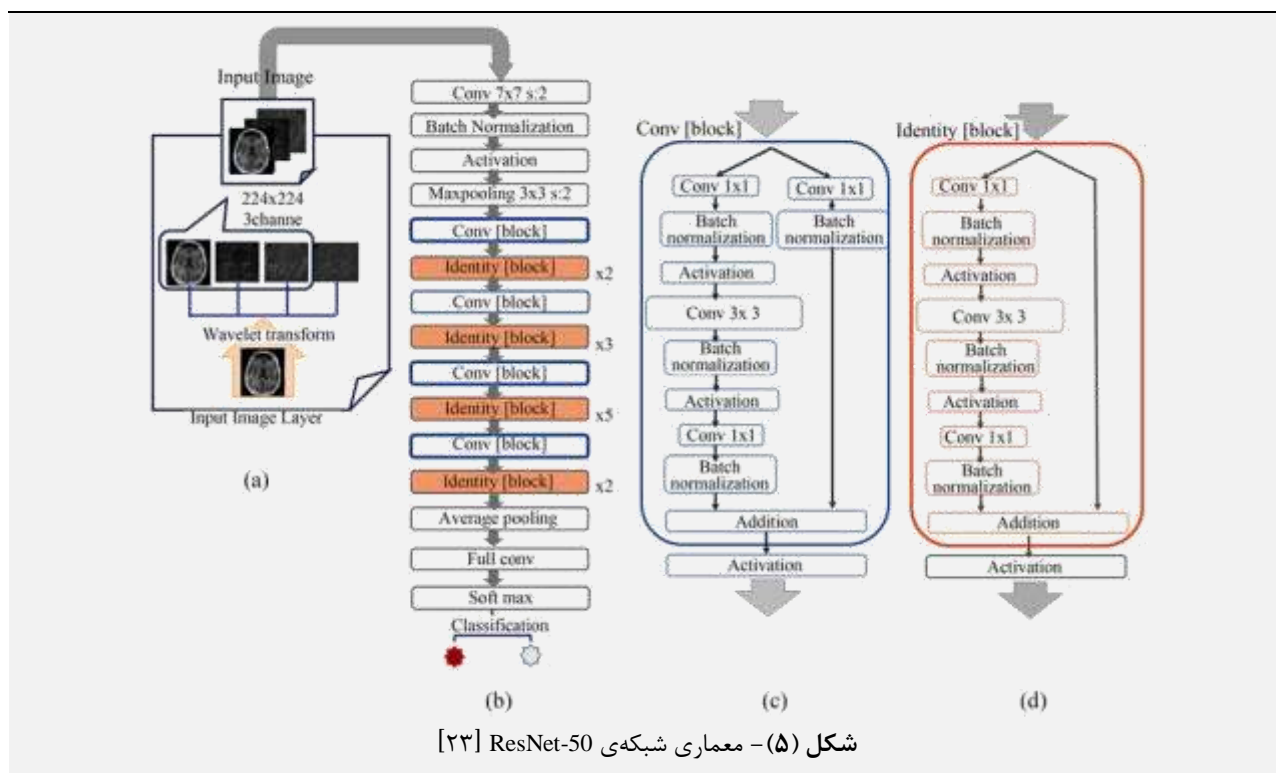 Input Image
224x224
3channe
Wavelet transform
Input Image Layer
(a)
Conv 7x7 s:2
Batch Normalization
Activation
Maxpooling 3x3 s:2
Conv [block]
Identity [block] x2
Conv [block]
Identity [block] x3
Conv [block]
Identity [block] x5
Conv [block]
Identity [block] x2
Average pooling
Full conv
Soft max
Classification
(b)
Conv [block]
Conv 1x1
Batch
normalization
Activation
Conv 3x 3
Batch
normalization
Activation
Conv 1x1
Batch
normalization
Conv 1x1
Batch
normalization
Addition
Activation
(c)
Identity [block]
Conv 1x1
Batch
normalization
Activation
Conv 3x 3
Batch
normalization
Activation
Conv 1x1
Batch
normalization
Addition
Activation
(d)
شکل (۵)- معماری شبکه‌ی ResNet-50 [۲۳]